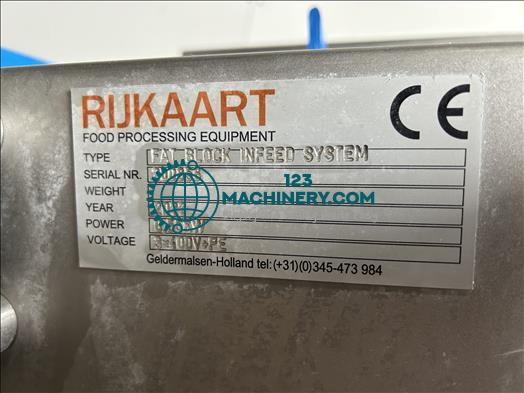 RIJKAART CE
FOOD PROCESSING EQUIPMENT
TYPE FAT BLOCK INFEED SYSTEM
SERIAL NR.
WEIGHT
123
MACHINERY.COM
YEAR
POWER
VOLTAGE
Geldermalsen-Holland tel:(+31)(0)345-473 984